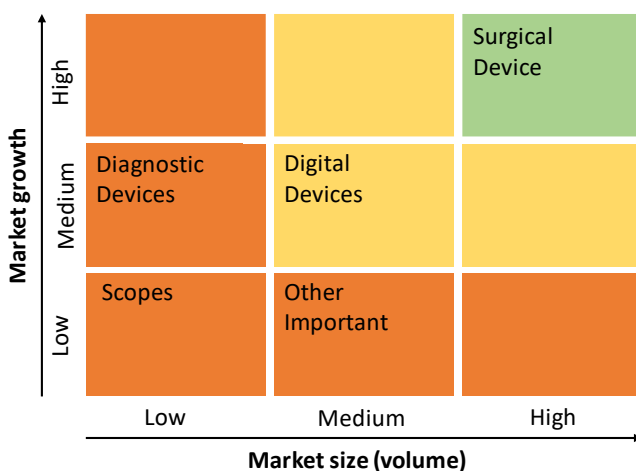 Market growth
High
Medium
Low
Surgical
Device
Diagnostic
Devices
Digital
Devices
Scopes
Other
Important
Low
Medium
High
Market size (volume)